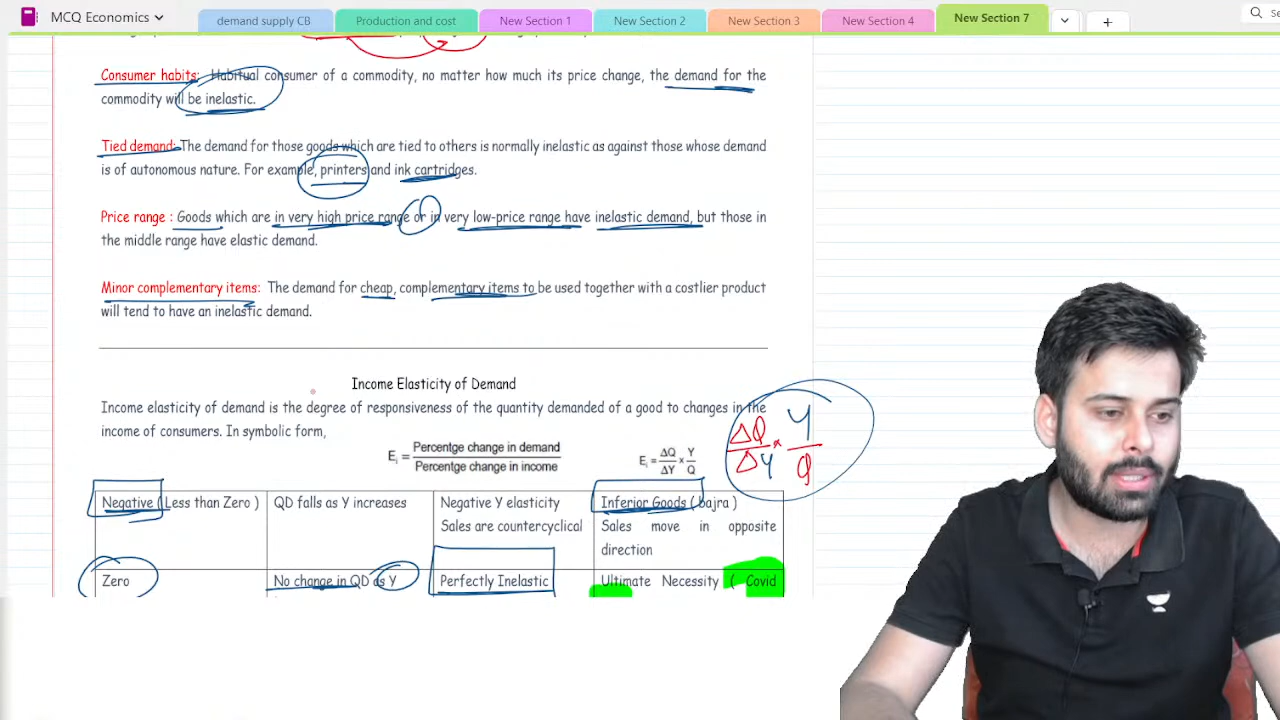 MCQ Economics
demand supply CB
Production and cost
New Section 1
New Section 2
New Section 3
New Section 4
New Section 7
Se
Consumer habits: Habitual consumer of a commodity, no matter how much its price change, the demand for the
commodity will be inelastic.
Tied demand: The demand for those goods which are tied to others is normally inelastic as against those whose demand
is of autonomous nature. For example, printers and ink cartridges.
Price range : Goods which are in very high price range or in very low-price range have inelastic demand, but those in
the middle range have elastic demand.
Minor complementary items: The demand for cheap, complementary items to be used together with a costlier product
will tend to have an inelastic demand.
Income Elasticity of Demand
Income elasticity of demand is the degree of responsiveness of the quantity demanded of a good to changes in the
income of consumers. In symbolic form,
Ei = Percentge change in demand / Percentge change in income
Ei = ΔQ/ΔY × Y/Q
ΔQ/ΔY × Y/Q
Negative ( Less than Zero )
QD falls as Y increases
Negative Y elasticity
Sales are countercyclical
Inferior Goods ( bajra )
Sales move in opposite
direction
Zero
No change in QD as Y
Perfectly Inelastic
Ultimate Necessity ( Covid